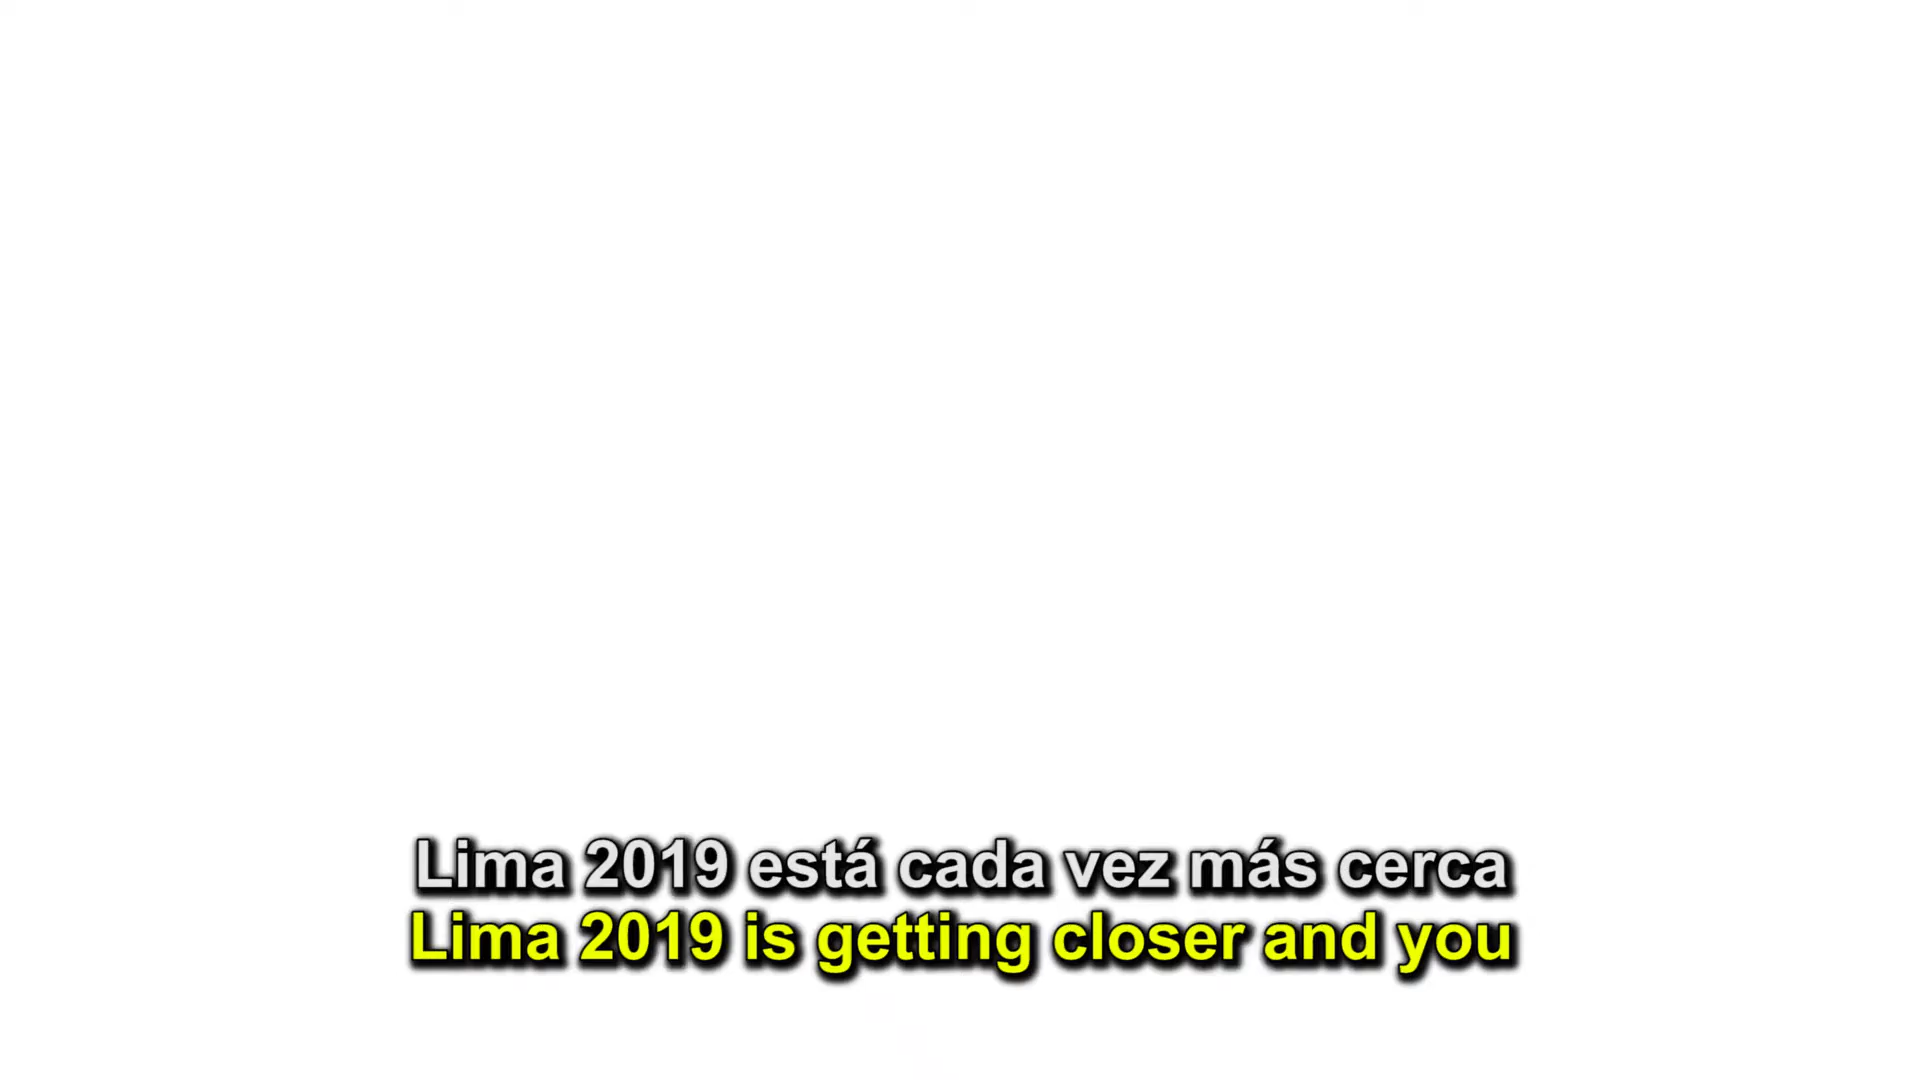 Lima 2019 está cada vez más cerca
Lima 2019 is getting closer and you